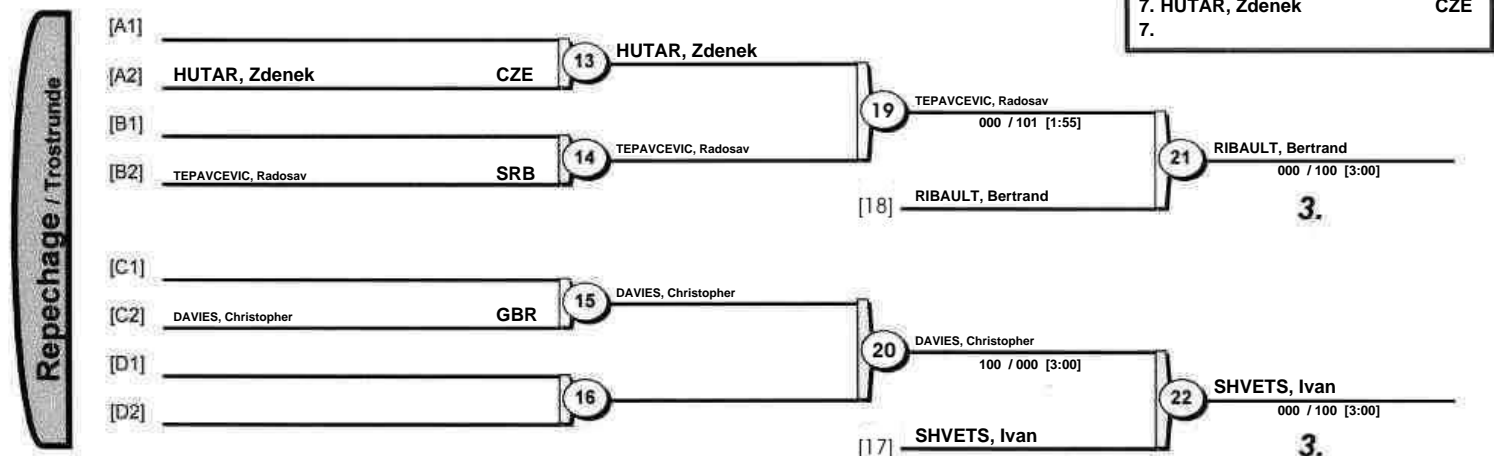 7. HUTAR, Zdenek CZE
7.
Repechage / Trostrunde
[A1]
[A2] HUTAR, Zdenek CZE
13 HUTAR, Zdenek
[B1]
[B2] TEPAVCEVIC, Radosav SRB
14 TEPAVCEVIC, Radosav
19 TEPAVCEVIC, Radosav
000 / 101 [1:55]
[18] RIBAULT, Bertrand
21 RIBAULT, Bertrand
000 / 100 [3:00]
3.
[C1]
[C2] DAVIES, Christopher GBR
15 DAVIES, Christopher
[D1]
[D2]
16
20 DAVIES, Christopher
100 / 000 [3:00]
[17] SHVETS, Ivan
22 SHVETS, Ivan
000 / 100 [3:00]
3.